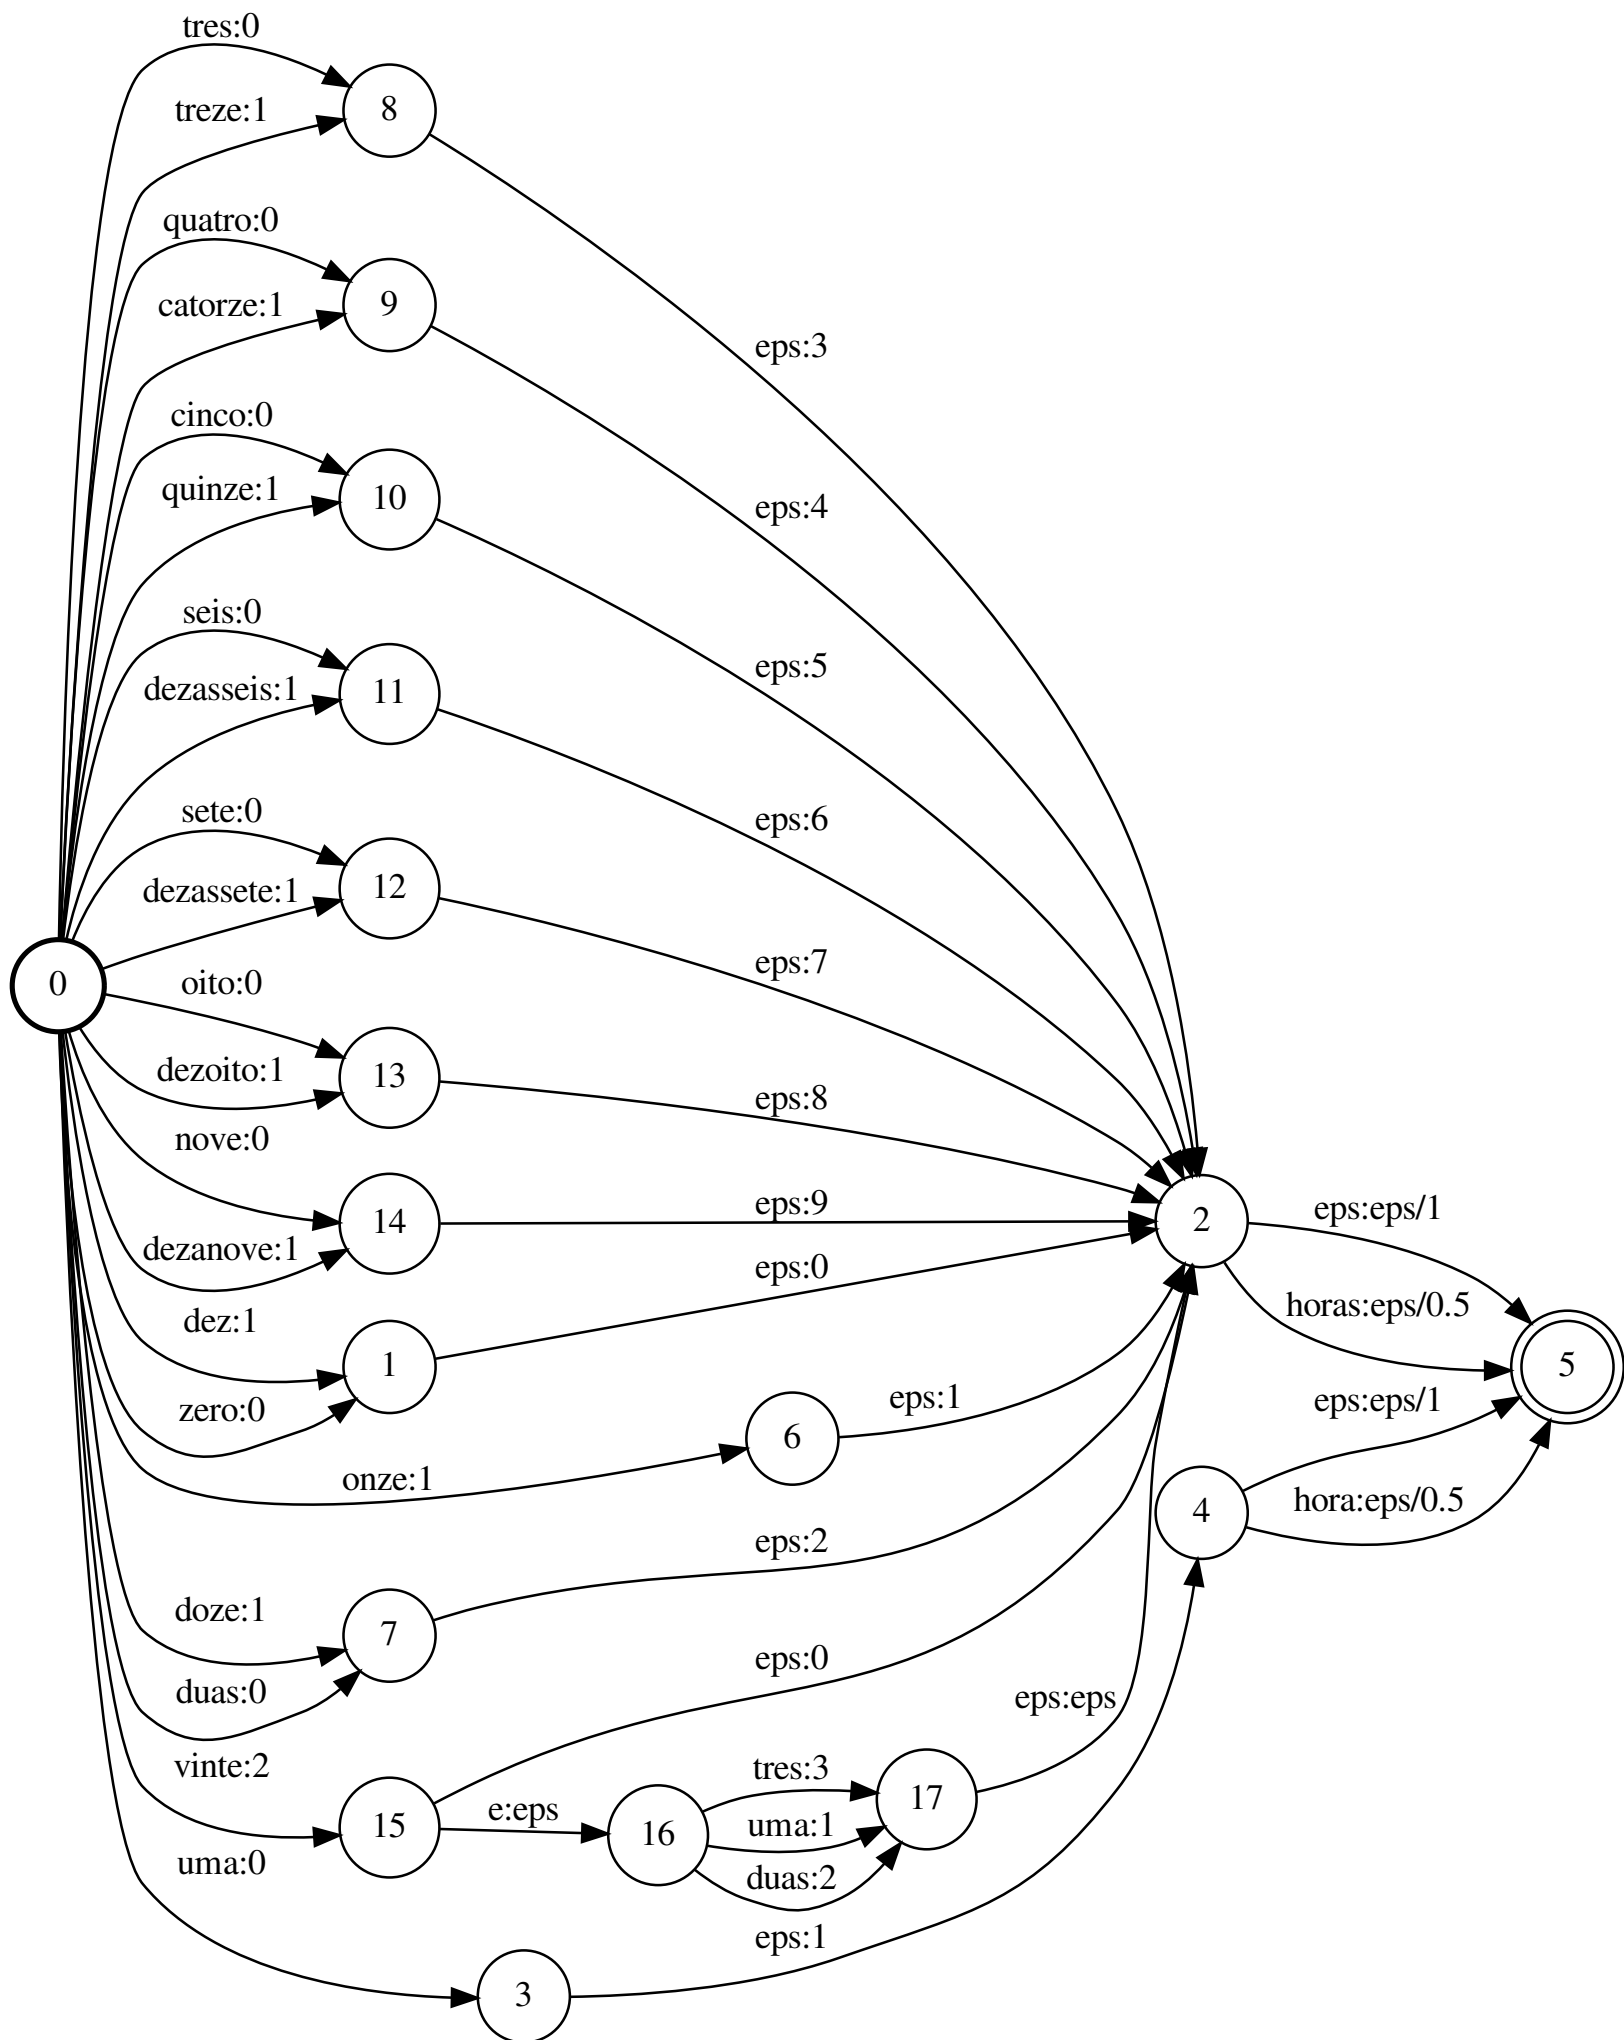 tres:0
treze:1
8
quatro:0
catorze:1
9
eps:3
cinco:0
quinze:1
10
eps:4
seis:0
dezasseis:1
11
eps:5
sete:0
dezassete:1
12
eps:6
0
oito:0
dezoito:1
13
eps:7
nove:0
dezanove:1
14
eps:8
eps:9
2
eps:eps/1
dez:1
zero:0
1
eps:0
horas:eps/0.5
5
onze:1
6
eps:1
eps:eps/1
4
hora:eps/0.5
doze:1
duas:0
7
eps:2
vinte:2
15
eps:0
e:eps
16
tres:3
uma:1
duas:2
17
eps:eps
uma:0
3
eps:1